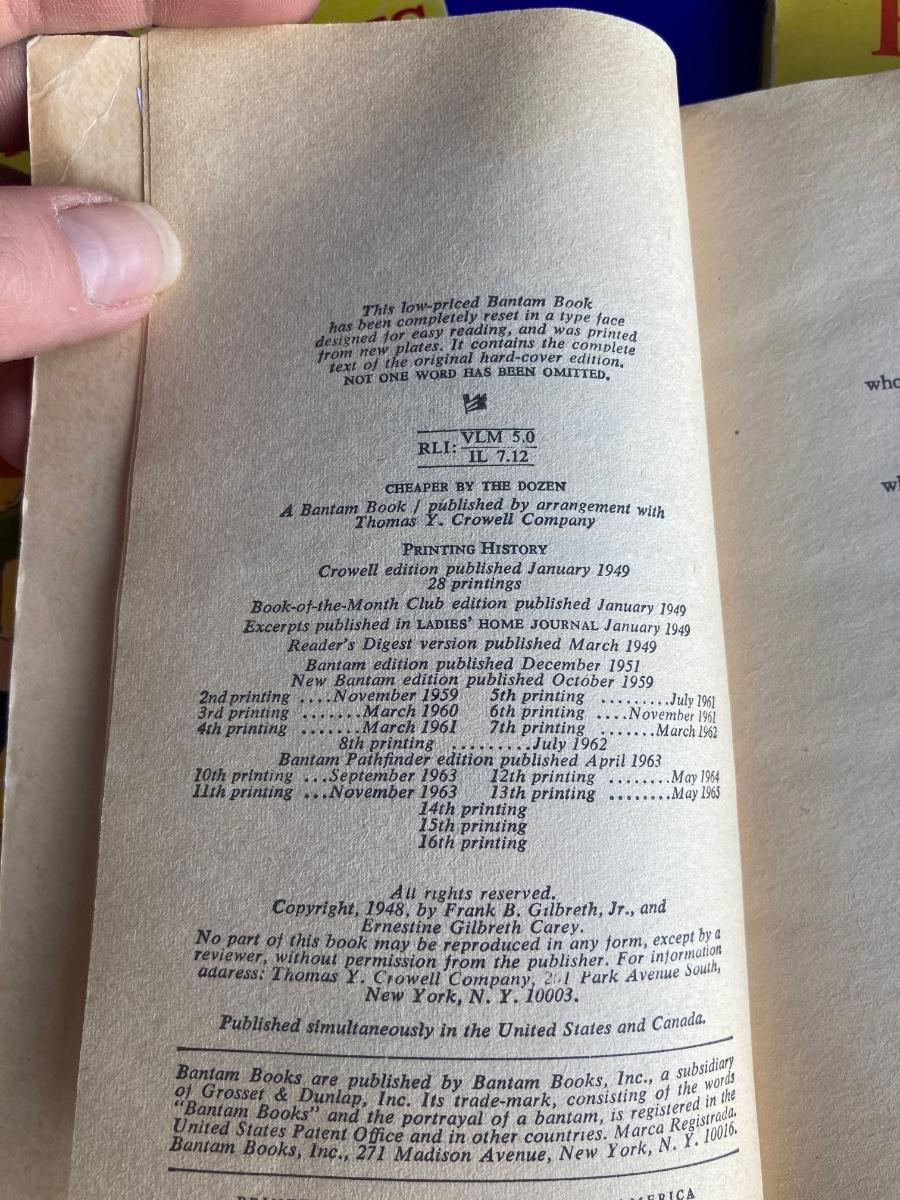 This low-priced Bantam Book
has been completely reset in a type face
designed for easy reading, and was printed
from new plates. It contains the complete
text of the original hard-cover edition.
NOT ONE WORD HAS BEEN OMITTED.
RLI: VLM 5.0
IL 7.12
CHEAPER BY THE DOZEN
A Bantam Book / published by arrangement with
Thomas Y. Crowell Company
PRINTING HISTORY
Crowell edition published January 1949
28 printings
Book-of-the-Month Club edition published January 1949
Excerpts published in LADIES' HOME JOURNAL January 1949
Reader's Digest version published March 1949
Bantam edition published December 1951
New Bantam edition published October 1959
2nd printing ....November 1959 5th printing .........July 1961
3rd printing .......March 1960 6th printing ....November 1961
4th printing .......March 1961 7th printing .......March 1962
8th printing .........July 1962
Bantam Pathfinder edition published April 1963
10th printing ...September 1963 12th printing ........May 1964
11th printing ...November 1963 13th printing ........May 1965
14th printing
15th printing
16th printing
All rights reserved.
Copyright, 1948, by Frank B. Gilbreth, Jr., and
Ernestine Gilbreth Carey.
No part of this book may be reproduced in any form, except by a
reviewer, without permission from the publisher. For information
address: Thomas Y. Crowell Company, Park Avenue South,
New York, N. Y. 10003.
Published simultaneously in the United States and Canada.
Bantam Books are published by Bantam Books, Inc., a subsidiary
of Grosset & Dunlap, Inc. Its trade-mark, consisting of the words
"Bantam Books" and the portrayal of a bantam, is registered in the
United States Patent Office and in other countries. Marca Registrada.
Bantam Books, Inc., 271 Madison Avenue, New York, N. Y. 10016.